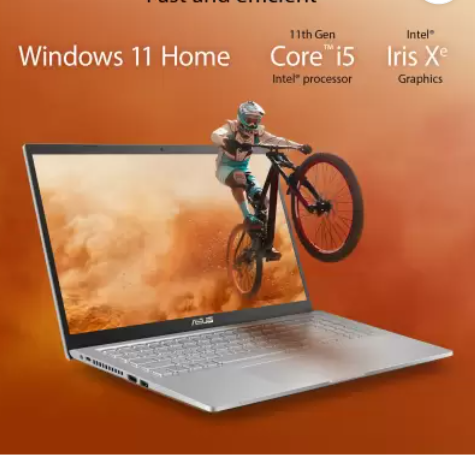 Fast and efficient
11th Gen
Intel®
Windows 11 Home
Core™ i5
Iris Xᵉ
Intel® processor
Graphics
ASUS